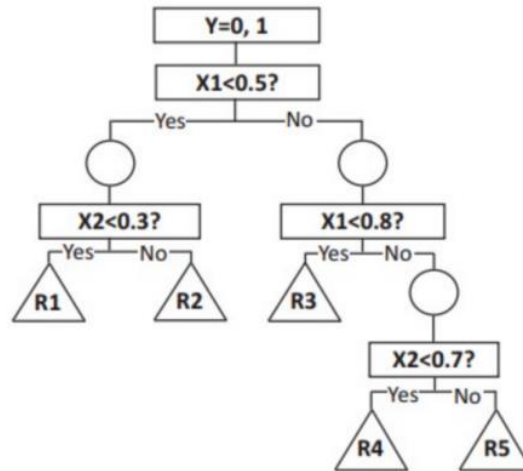 Y=0, 1
X1<0.5?
Yes No
X2<0.3? X1<0.8?
Yes No Yes No
R1 R2 R3
X2<0.7?
Yes No
R4 R5